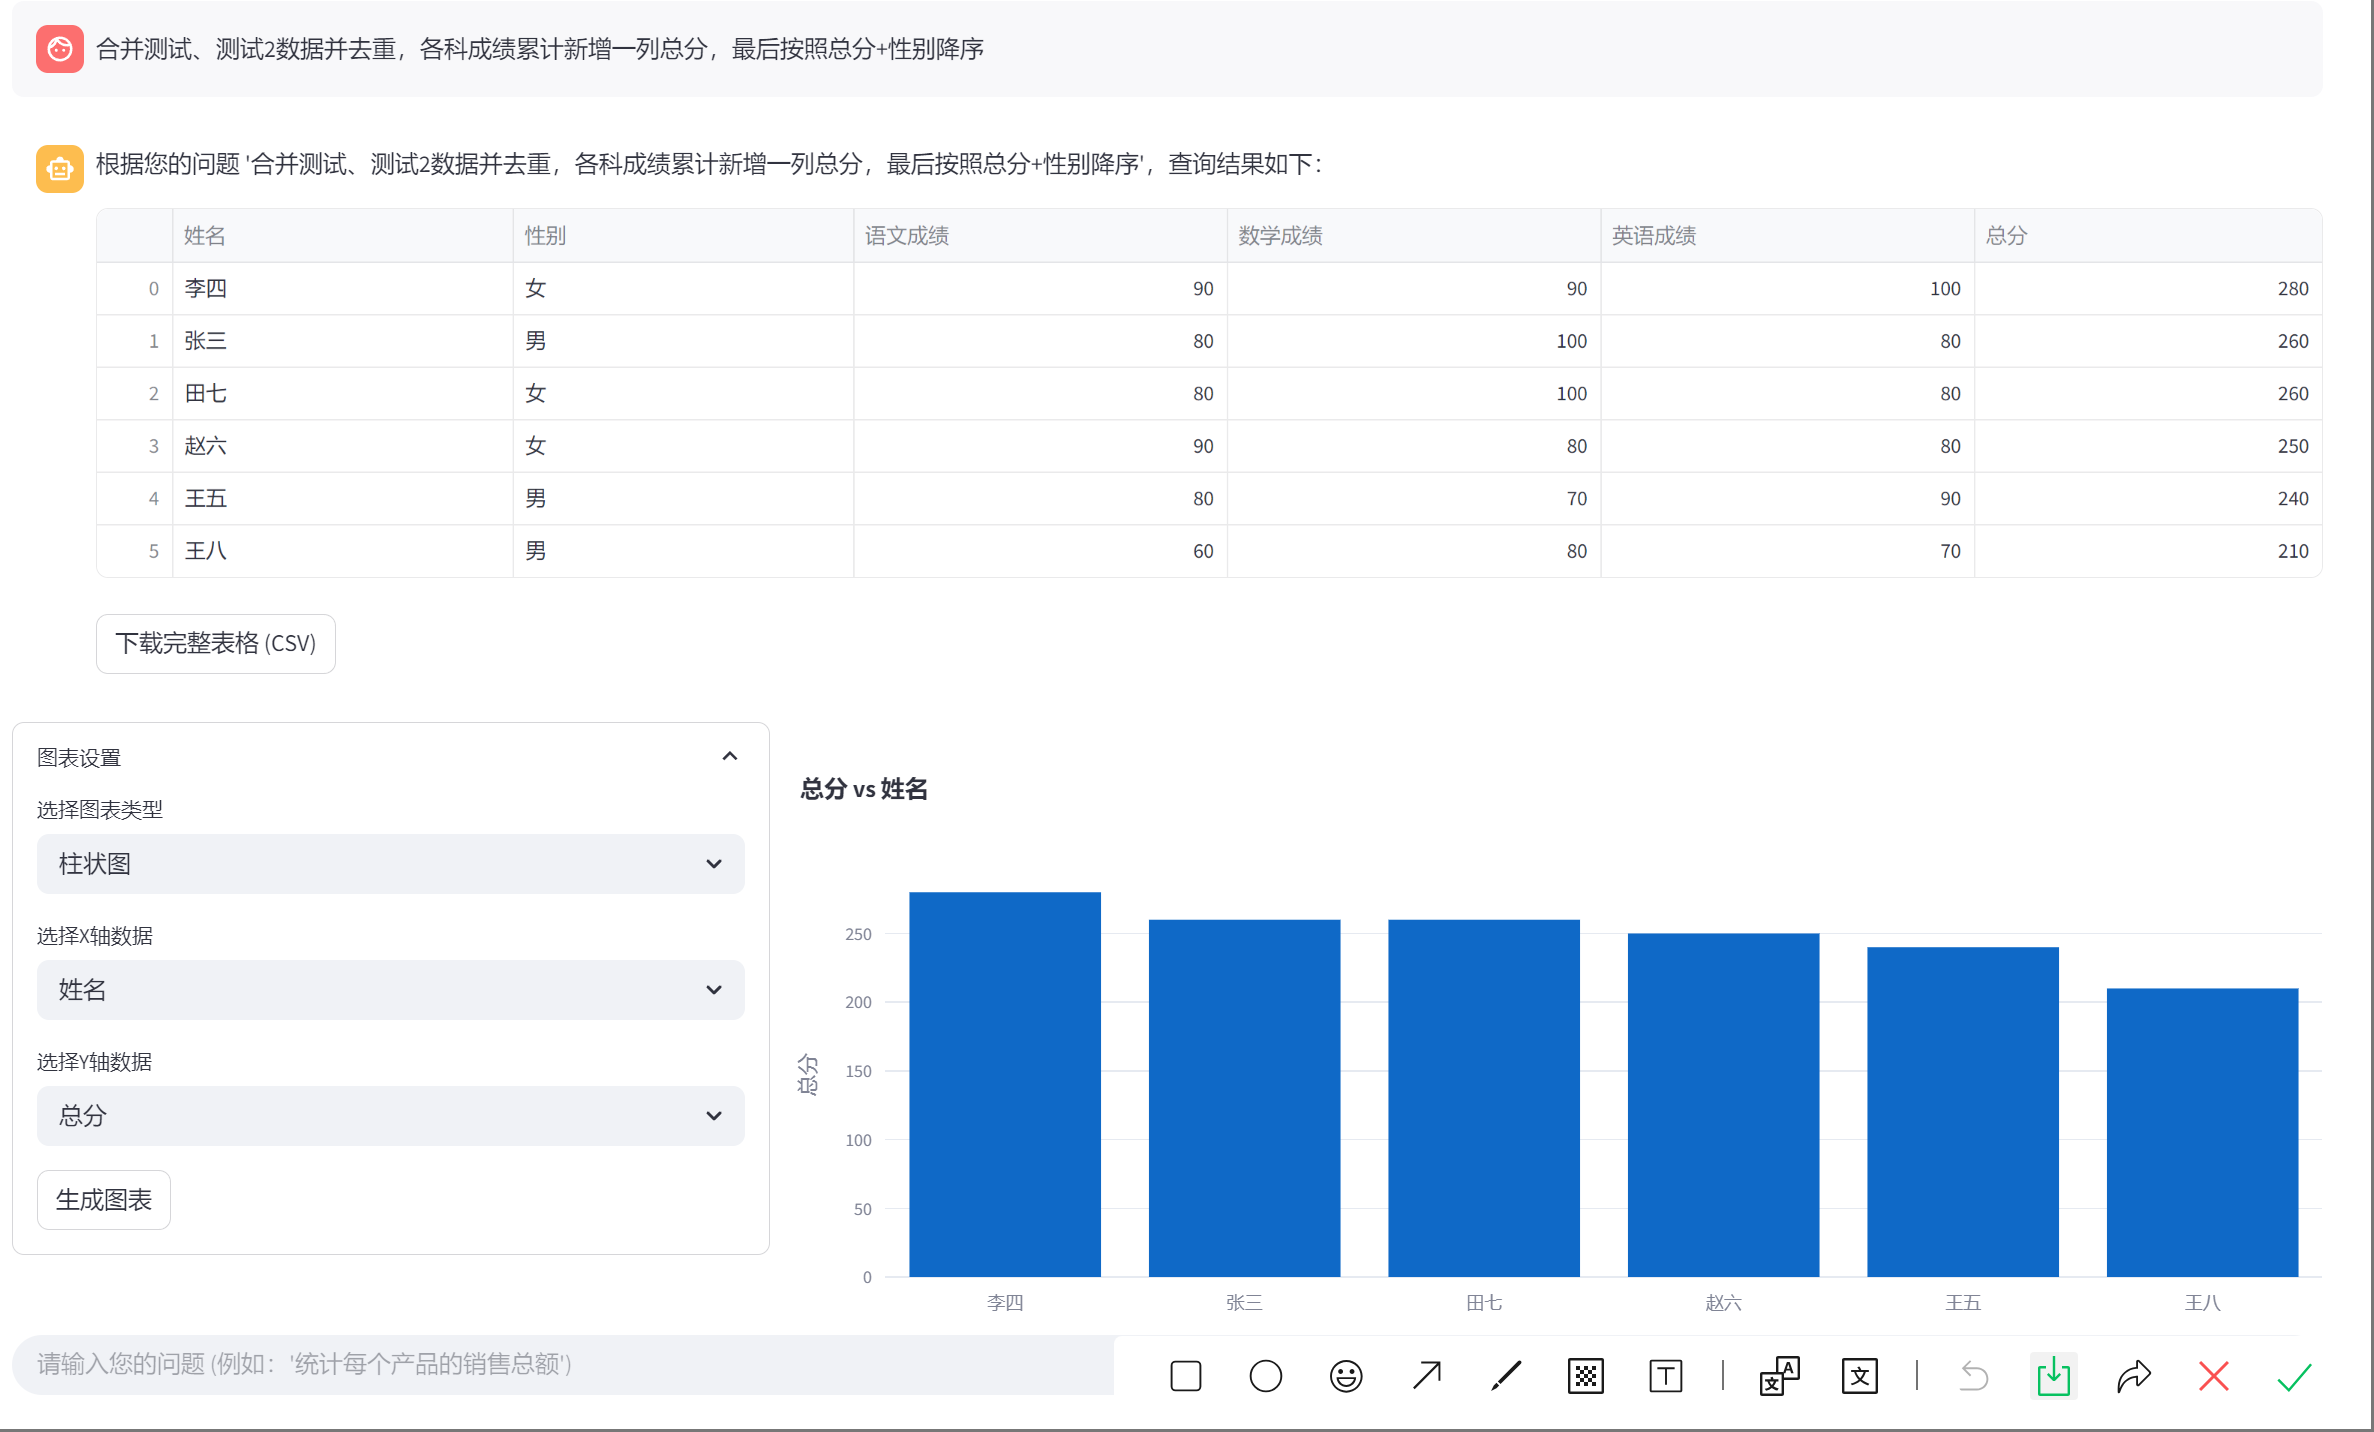 合并测试、测试2数据并去重，各科成绩累计新增一列总分，最后按照总分+性别降序
根据您的问题 '合并测试、测试2数据并去重，各科成绩累计新增一列总分，最后按照总分+性别降序'，查询结果如下：
姓名 性别 语文成绩 数学成绩 英语成绩 总分
0 李四 女 90 90 100 280
1 张三 男 80 100 80 260
2 田七 女 80 100 80 260
3 赵六 女 90 80 80 250
4 王五 男 80 70 90 240
5 王八 男 60 80 70 210
下载完整表格 (CSV)
图表设置
选择图表类型
柱状图
选择X轴数据
姓名
选择Y轴数据
总分
生成图表
总分 vs 姓名
总分
250
200
150
100
50
0
李四 张三 田七 赵六 王五 王八
请输入您的问题 (例如：'统计每个产品的销售总额')
T 文 A 文